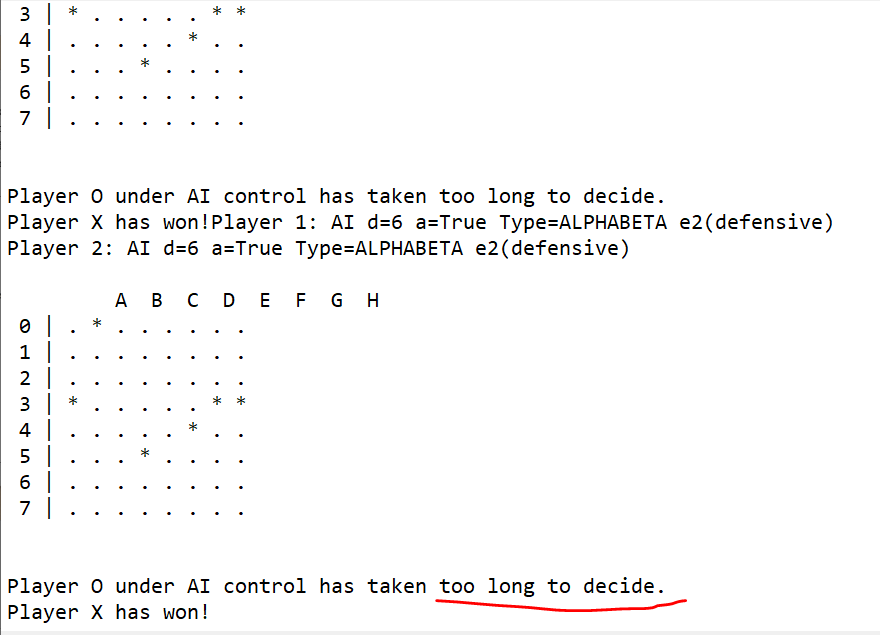 3 | * . . . . . * *
4 | . . . . . * . .
5 | . . . * . . . .
6 | . . . . . . . .
7 | . . . . . . . .
Player O under AI control has taken too long to decide.
Player X has won!Player 1: AI d=6 a=True Type=ALPHABETA e2(defensive)
Player 2: AI d=6 a=True Type=ALPHABETA e2(defensive)
A B C D E F G H
0 | . * . . . . . .
1 | . . . . . . . .
2 | . . . . . . . .
3 | * . . . . . * *
4 | . . . . . * . .
5 | . . . * . . . .
6 | . . . . . . . .
7 | . . . . . . . .
Player O under AI control has taken too long to decide.
Player X has won!